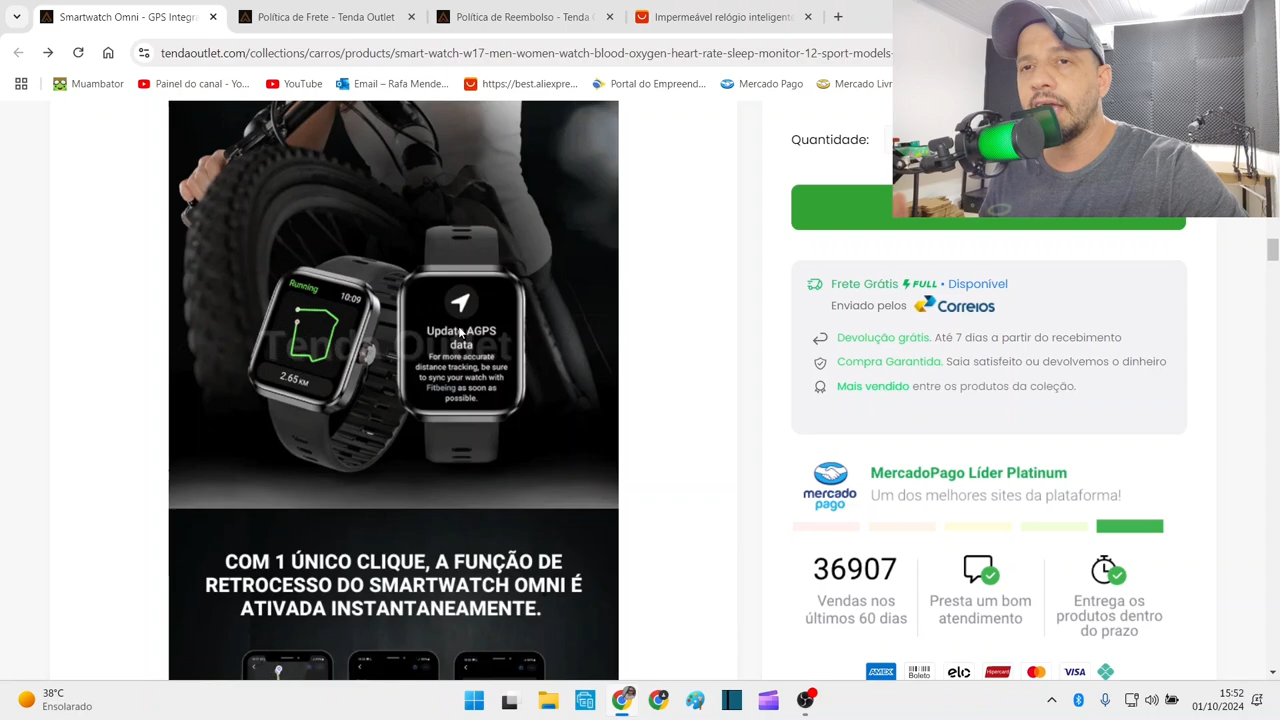 Smartwatch Omni - GPS Integra
Política de Frete - Tenda Outlet
Política de Reembolso - Tenda
Impermeável relógio inteligent
tendaoutlet.com/collections/carros/products/smart-watch-w17-men-women-watch-blood-oxygen-heart-rate-sleep-monitor-12-sport-models-
Muambator
Painel do canal - Yo...
YouTube
Email – Rafa Mende...
https://best.aliexpre...
Portal do Empreend...
Mercado Pago
Mercado Livr
Running
10:09
2.65 KM
Update AGPS
data
For more accurate
distance tracking, be sure
to sync your watch with
Fitbeing as soon as
possible.
Tenda Outlet
COM 1 ÚNICO CLIQUE, A FUNÇÃO DE
RETROCESSO DO SMARTWATCH OMNI É
ATIVADA INSTANTANEAMENTE.
Quantidade:
Frete Grátis FULL • Disponível
Enviado pelos Correios
Devolução grátis. Até 7 dias a partir do recebimento
Compra Garantida. Saia satisfeito ou devolvemos o dinheiro
Mais vendido entre os produtos da coleção.
mercado
pago
MercadoPago Líder Platinum
Um dos melhores sites da plataforma!
36907
Vendas nos
últimos 60 dias
Presta um bom
atendimento
Entrega os
produtos dentro
do prazo
AMEX
Boleto
elo
Hipercard
VISA
38°C
Ensolarado
15:52
01/10/2024